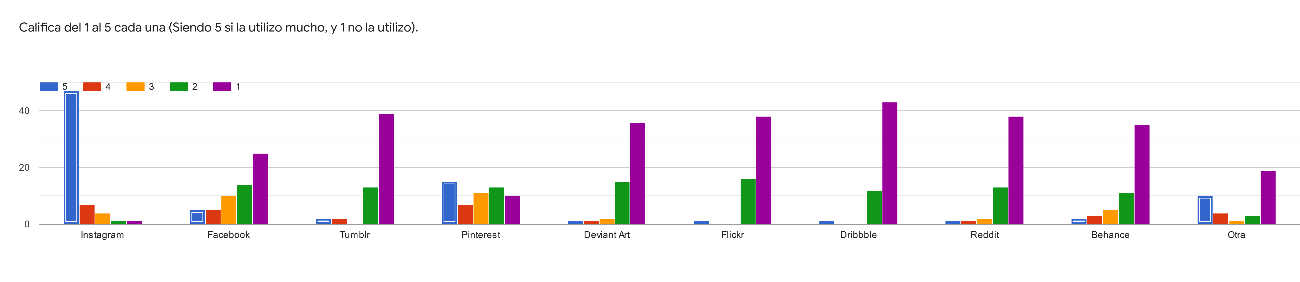 Califica del 1 al 5 cada una (Siendo 5 si la utilizo mucho, y 1 no la utilizo).
5 4 3 2 1
40
20
0
Instagram Facebook Tumblr Pinterest Deviant Art Flickr Dribbble Reddit Behance Otra